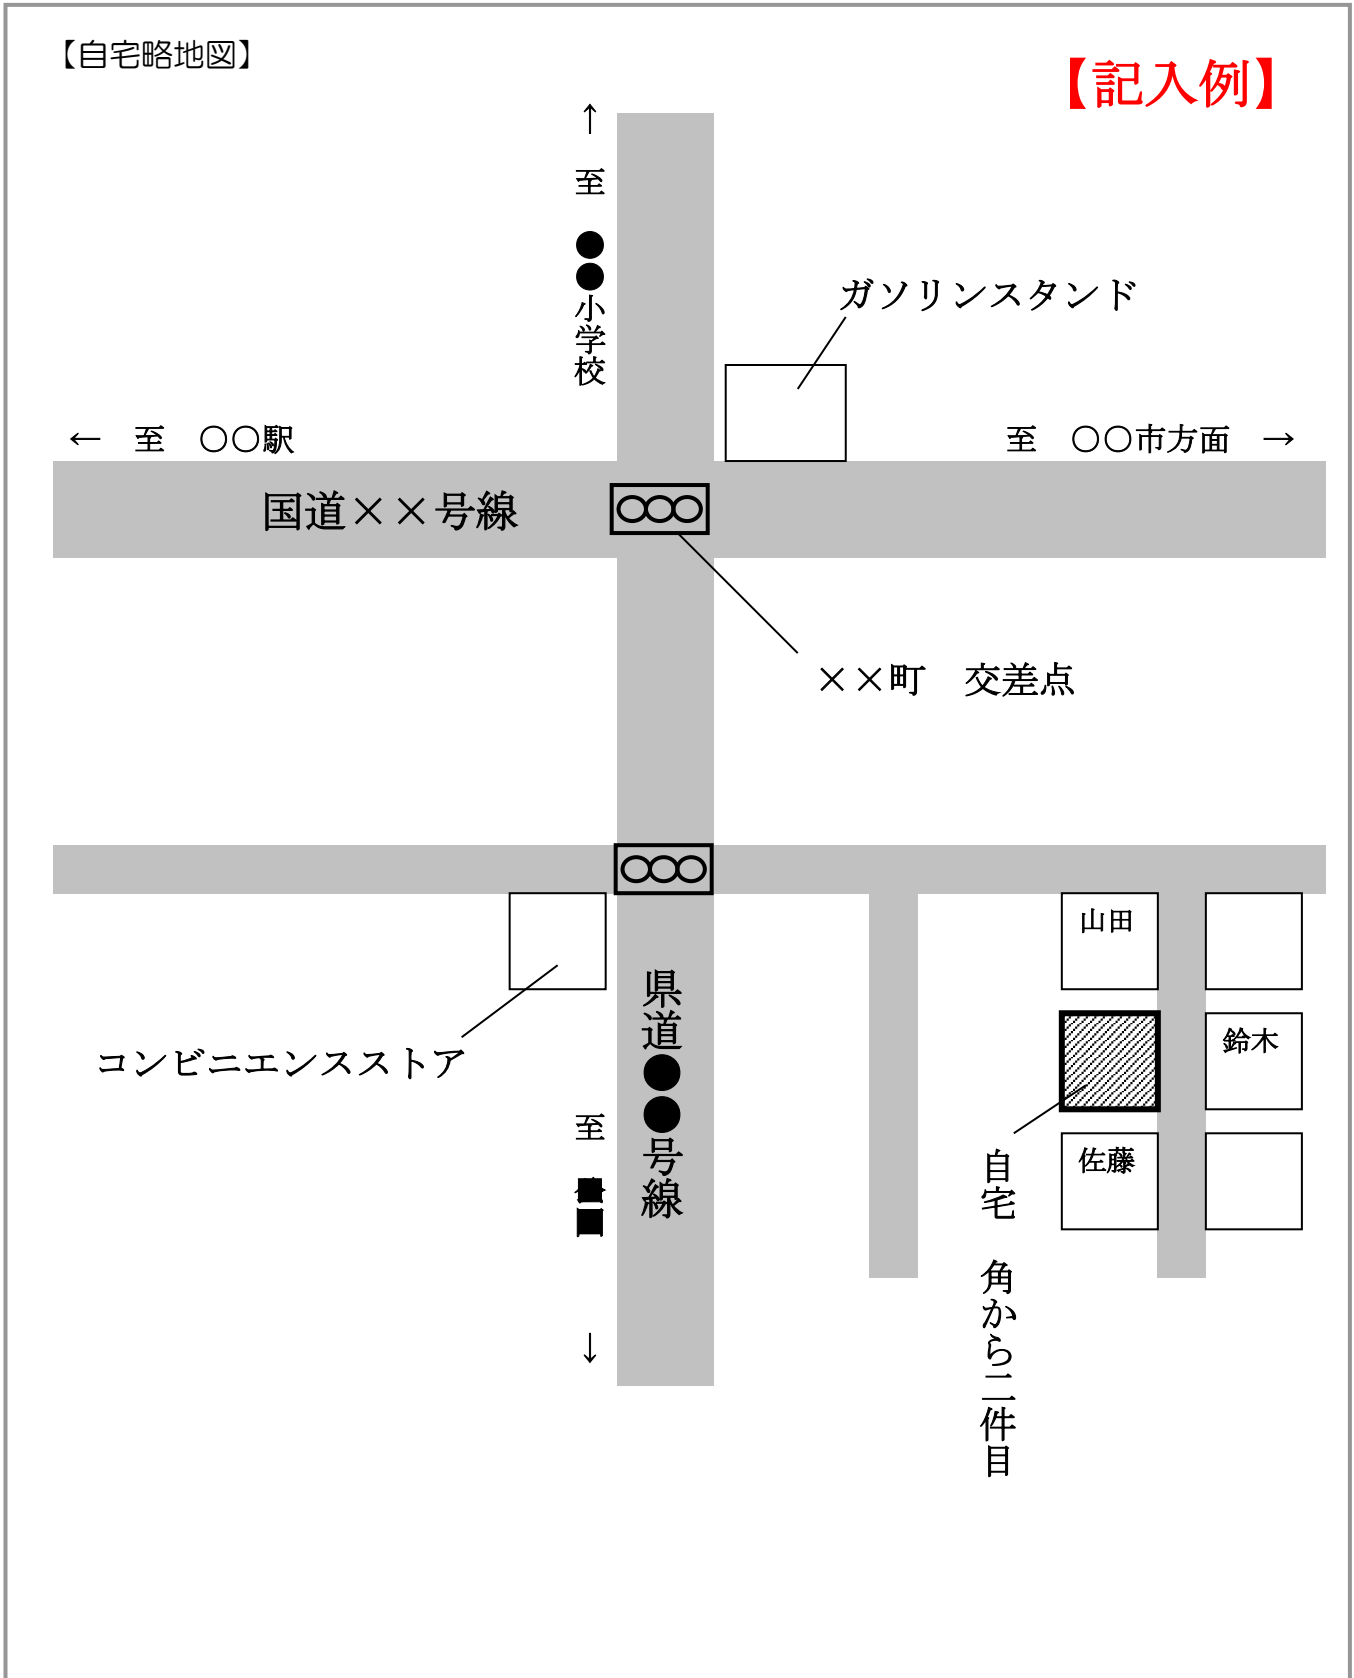 【自宅略地図】
【記入例】
↑ 至 ●●小学校
ガソリンスタンド
← 至 〇〇駅
至 〇〇市方面 →
国道××号線
××町 交差点
山田
県道●●号線
鈴木
コンビニエンスストア
至
↓
佐藤
自宅 角から二件目